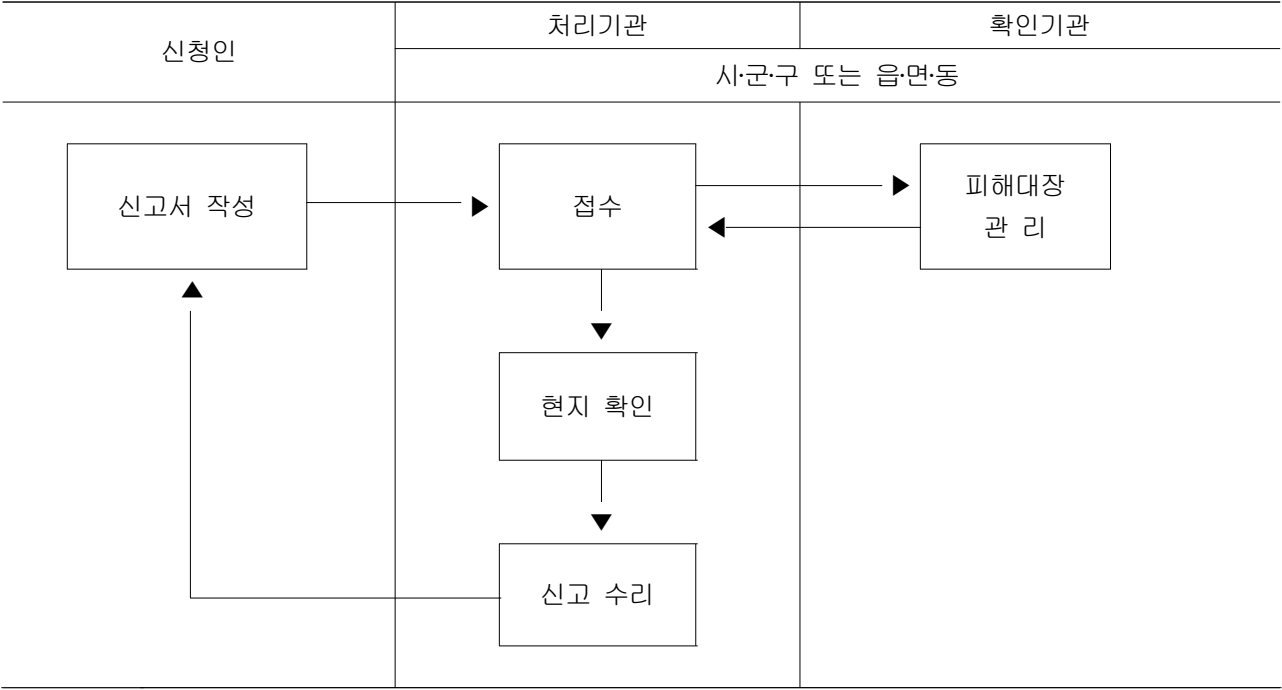 신청인
처리기관
확인기관
시·군·구 또는 읍·면·동
신고서 작성
접수
피해대장
관 리
현지 확인
신고 수리